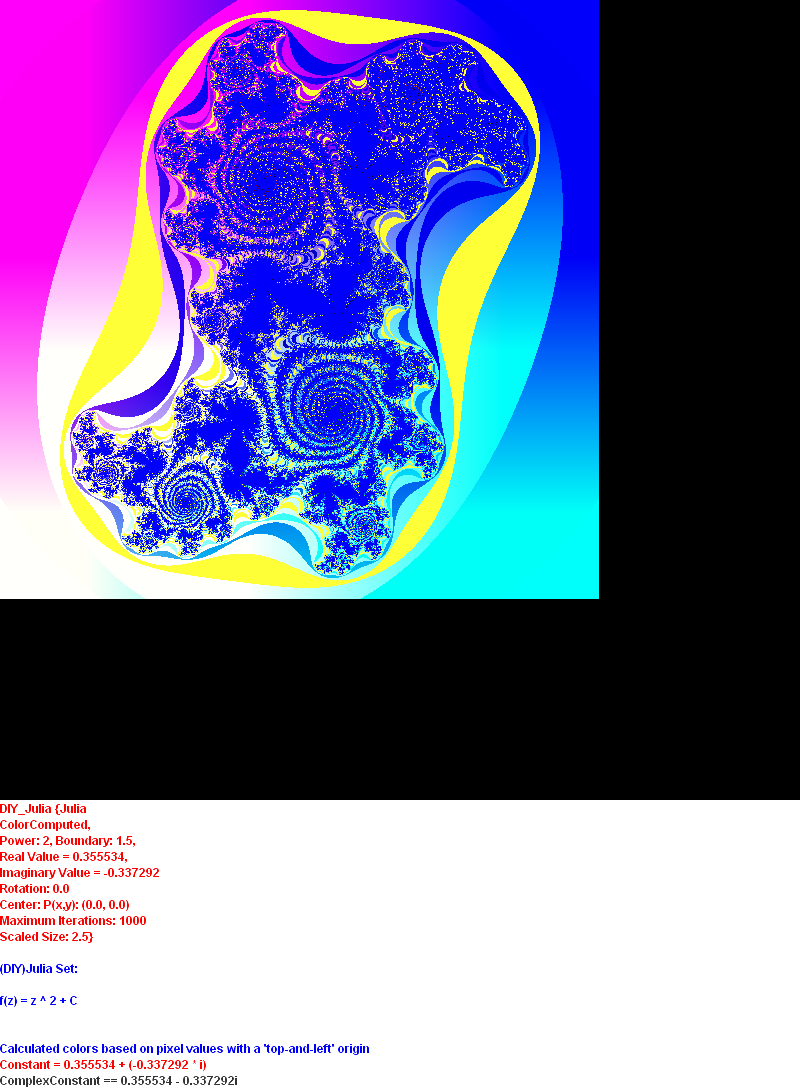 DIY_Julia {Julia
ColorComputed,
Power: 2, Boundary: 1.5,
Real Value = 0.355534,
Imaginary Value = -0.337292
Rotation: 0.0
Center: P(x,y): (0.0, 0.0)
Maximum Iterations: 1000
Scaled Size: 2.5}
(DIY)Julia Set:
f(z) = z ^ 2 + C
Calculated colors based on pixel values with a 'top-and-left' origin
Constant = 0.355534 + (-0.337292 * i)
ComplexConstant == 0.355534 - 0.337292i